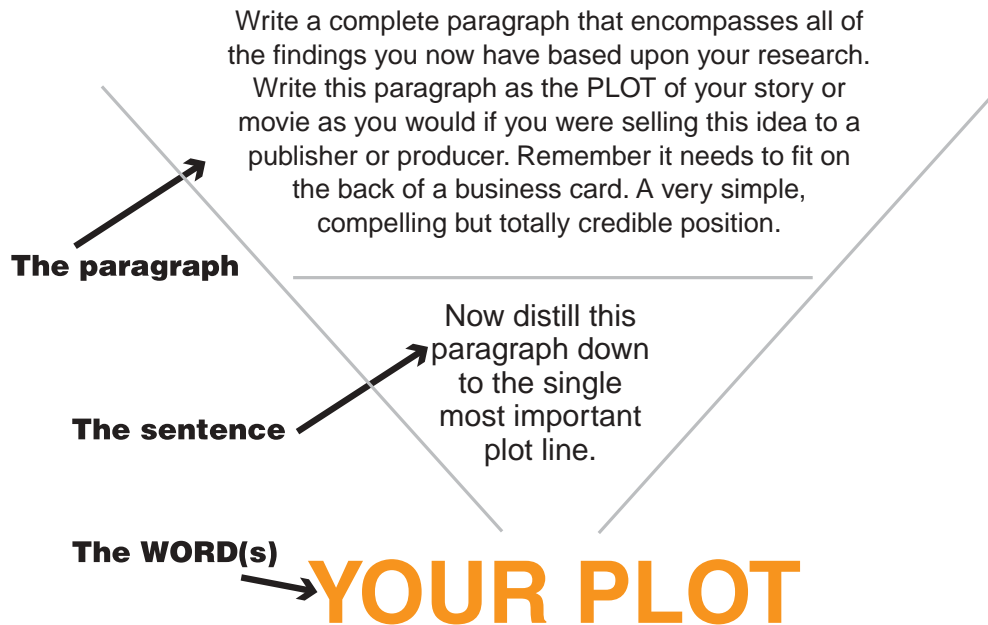 Write a complete paragraph that encompasses all of
the findings you now have based upon your research.
Write this paragraph as the PLOT of your story or
movie as you would if you were selling this idea to a
publisher or producer. Remember it needs to fit on
the back of a business card. A very simple,
compelling but totally credible position.
The paragraph
Now distill this
paragraph down
to the single
most important
plot line.
The sentence
The WORD(s)
YOUR PLOT